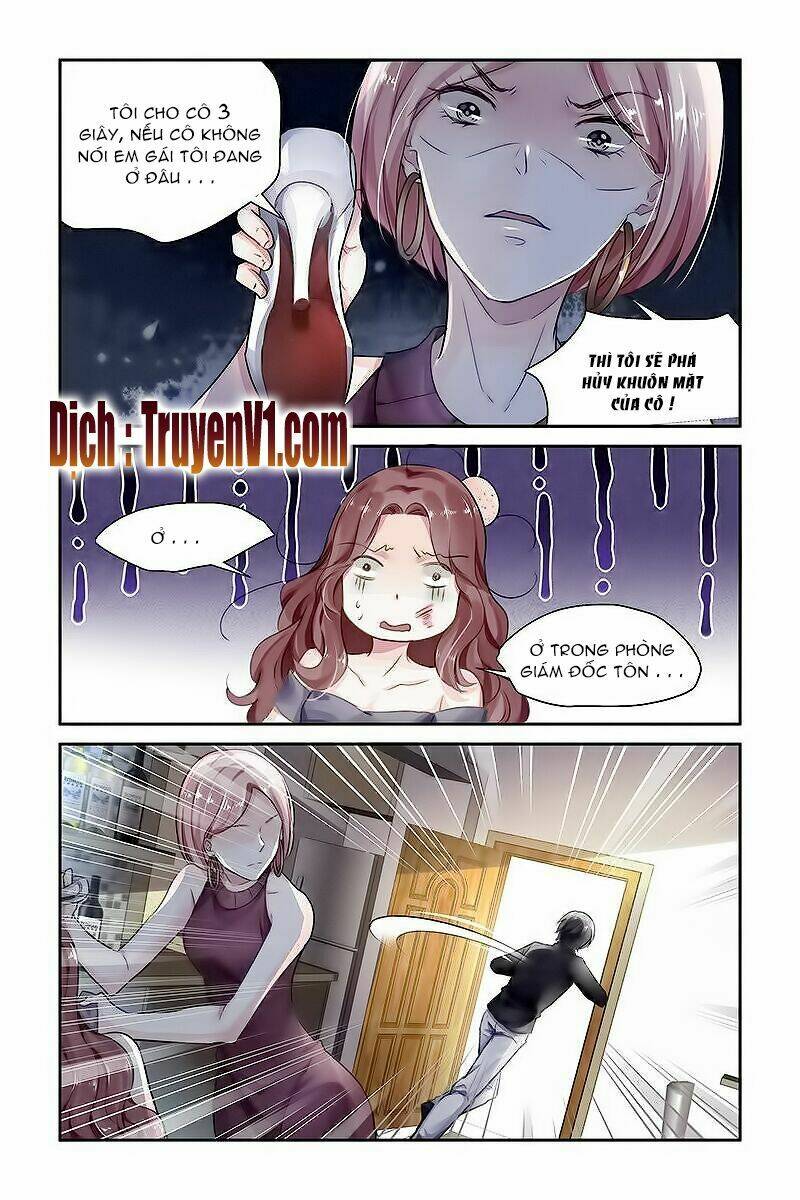 TÔI CHO CÔ 3
GIÂY, NẾU CÔ KHÔNG
NÓI EM GÁI TÔI ĐANG
Ở ĐÂU . . .
THÌ TÔI SẼ PHÁ
HỦY KHUÔN MẶT
CỦA CÔ !
Dịch : TruyenV1.com
Ở . . .
Ở TRONG PHÒNG
GIÁM ĐỐC TÔN . . .